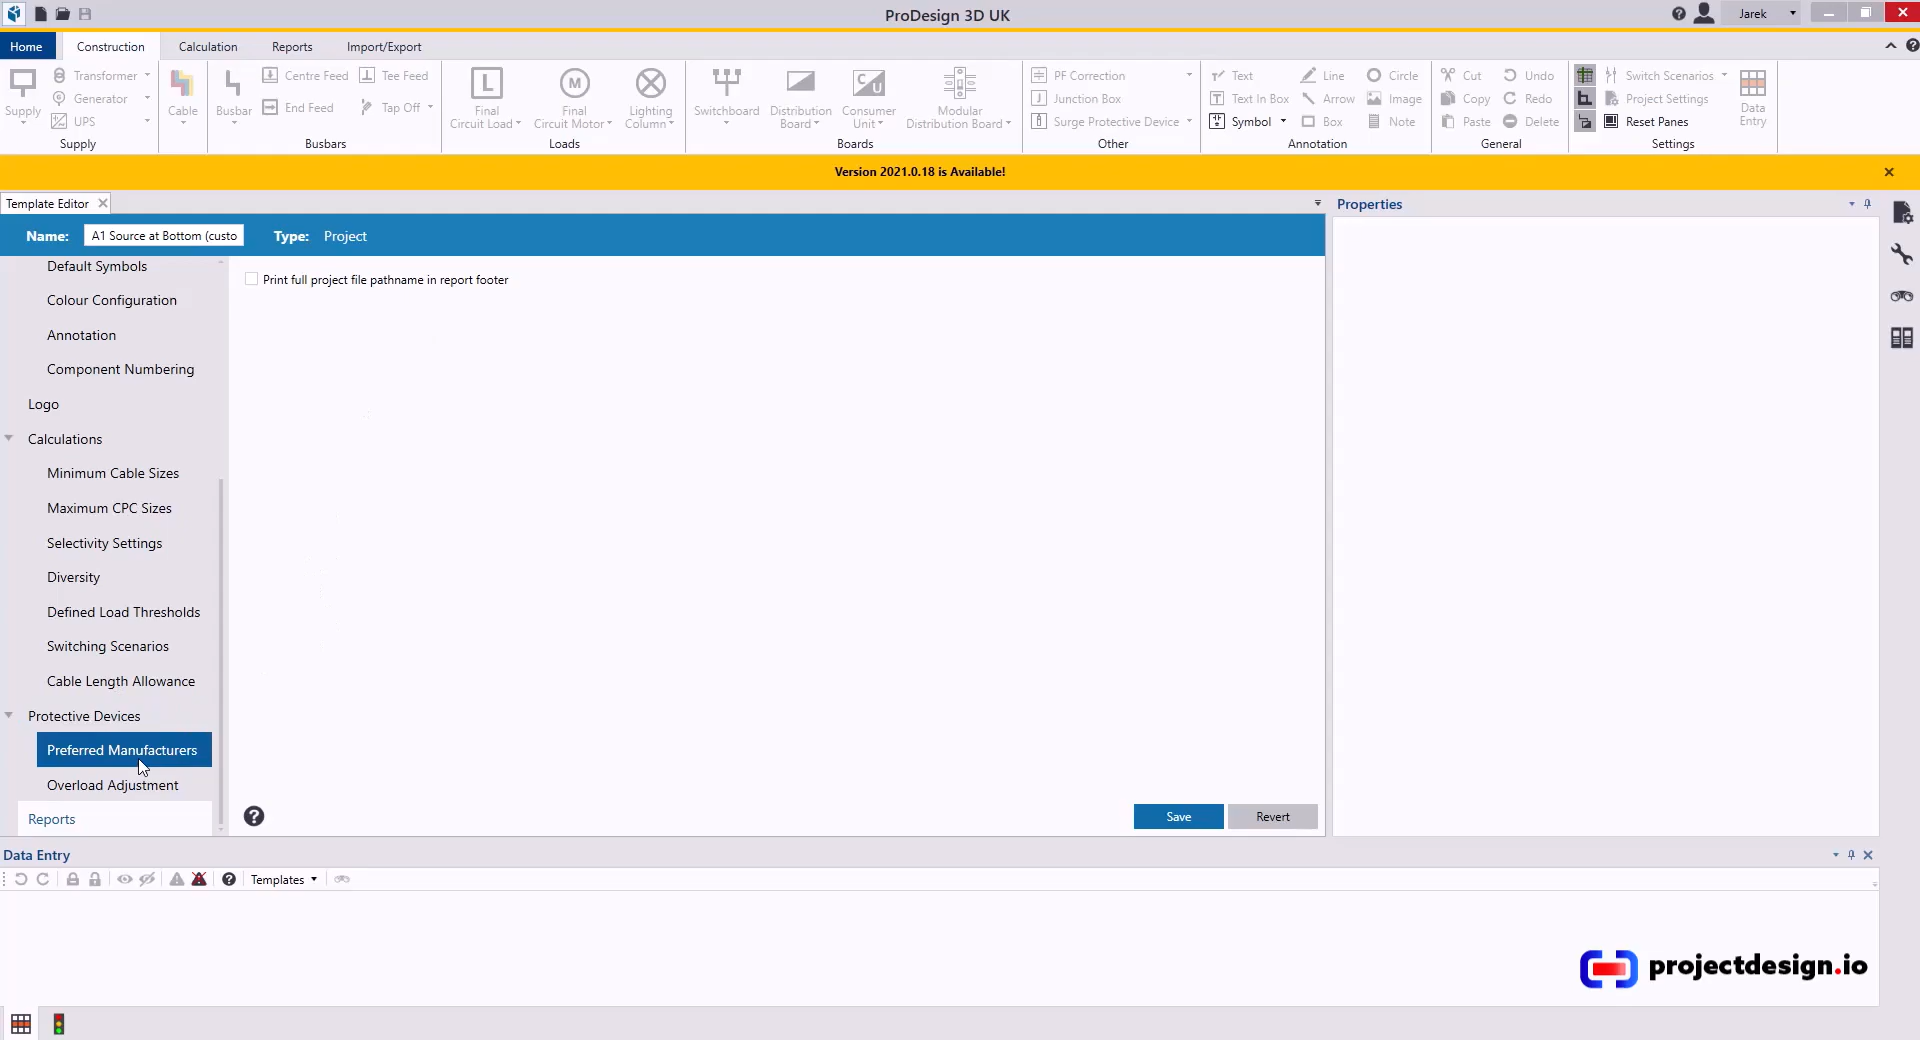 ProDesign 3D UK
Jarek
Home Construction Calculation Reports Import/Export
Supply
Transformer
Generator
UPS
Supply
Cable
Busbar
Centre Feed
End Feed
Tee Feed
Tap Off
Busbars
Final Circuit Load
Final Circuit Motor
Lighting Column
Loads
Switchboard
Distribution Board
Consumer Unit
Modular Distribution Board
Boards
PF Correction
Junction Box
Surge Protective Device
Other
Text
Text In Box
Symbol
Line
Arrow
Box
Circle
Image
Note
Annotation
Cut
Copy
Paste
Undo
Redo
Delete
General
Switch Scenarios
Project Settings
Reset Panes
Data Entry
Settings
Version 2021.0.18 is Available!
Template Editor
Name: A1 Source at Bottom (custo Type: Project
Default Symbols
Colour Configuration
Annotation
Component Numbering
Logo
Calculations
Minimum Cable Sizes
Maximum CPC Sizes
Selectivity Settings
Diversity
Defined Load Thresholds
Switching Scenarios
Cable Length Allowance
Protective Devices
Preferred Manufacturers
Overload Adjustment
Reports
Print full project file pathname in report footer
Save Revert
Properties
Data Entry
Templates
projectdesign.io